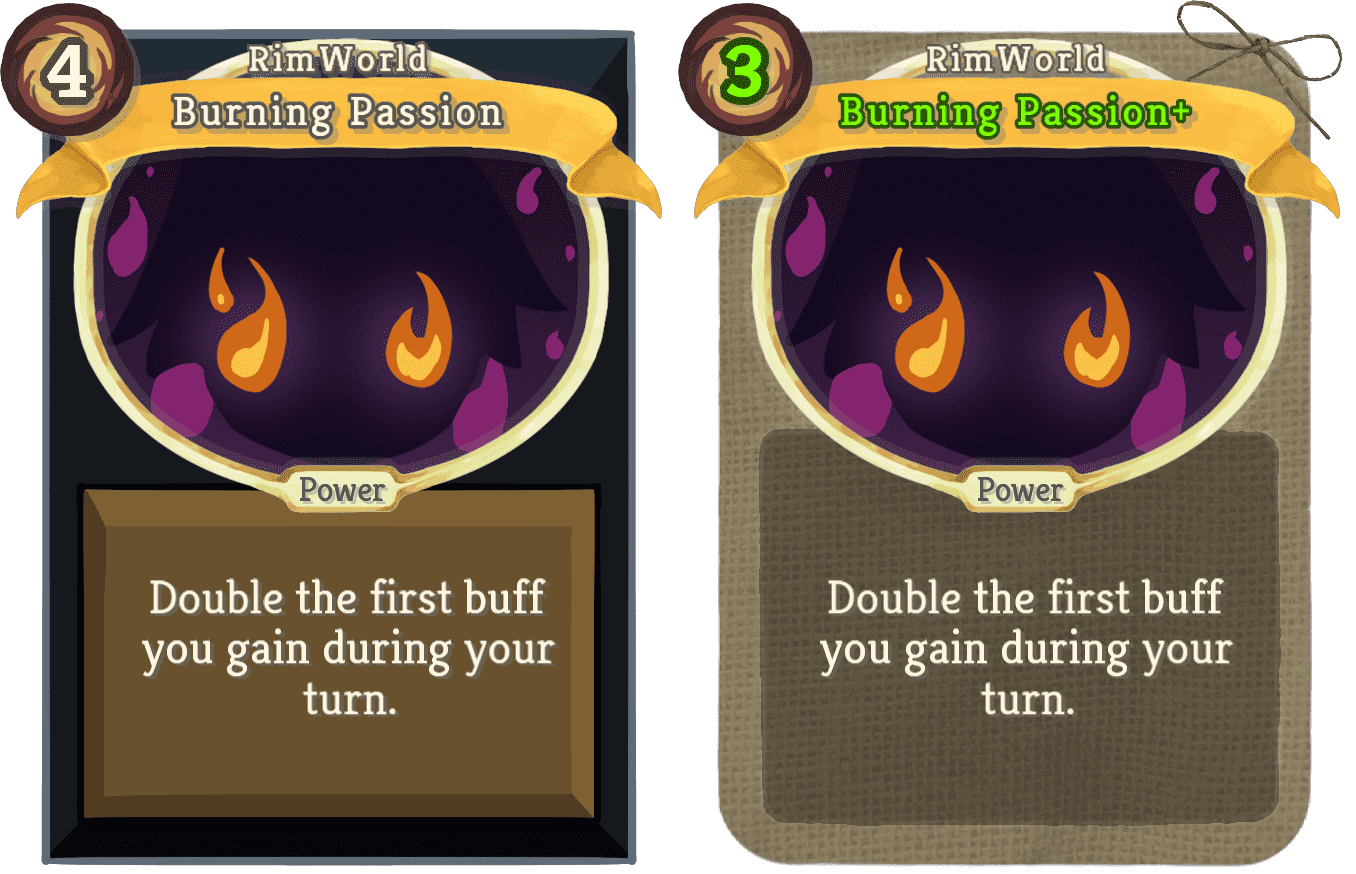 4
RimWorld
Burning Passion
Power
Double the first buff
you gain during your
turn.
3
RimWorld
Burning Passion+
Power
Double the first buff
you gain during your
turn.